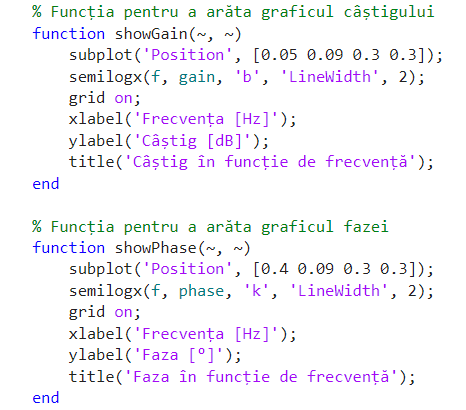 % Funcția pentru a arăta graficul câștigului
function showGain(~, ~)
subplot('Position', [0.05 0.09 0.3 0.3]);
semilogx(f, gain, 'b', 'LineWidth', 2);
grid on;
xlabel('Frecvența [Hz]');
ylabel('Câștig [dB]');
title('Câștig în funcție de frecvență');
end
% Funcția pentru a arăta graficul fazei
function showPhase(~, ~)
subplot('Position', [0.4 0.09 0.3 0.3]);
semilogx(f, phase, 'k', 'LineWidth', 2);
grid on;
xlabel('Frecvența [Hz]');
ylabel('Faza [º]');
title('Faza în funcție de frecvență');
end